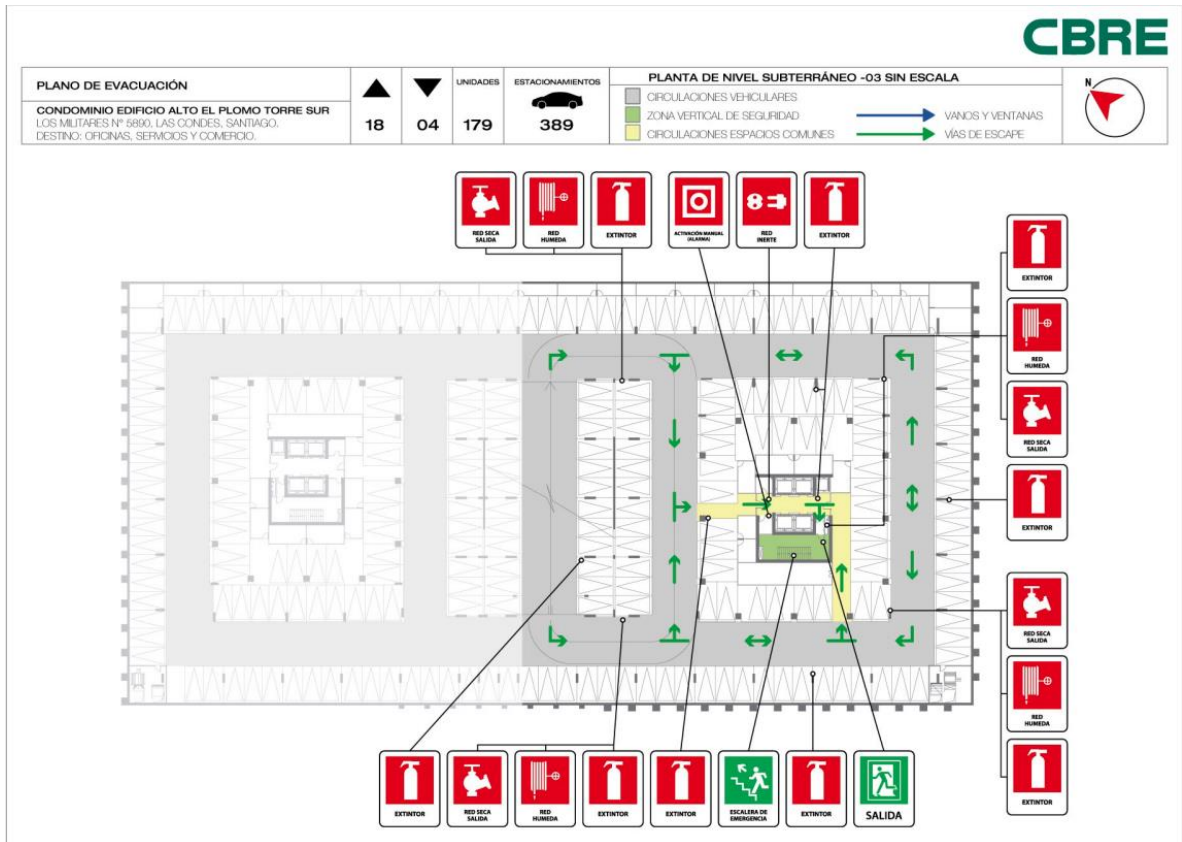 CBRE
PLANO DE EVACUACIÓN
CONDOMINIO EDIFICIO ALTO EL PLOMO TORRE SUR
LOS MILITARES N° 5890, LAS CONDES, SANTIAGO.
DESTINO: OFICINAS, SERVICIOS Y COMERCIO.
18
04
UNIDADES
179
ESTACIONAMIENTOS
389
PLANTA DE NIVEL SUBTERRÁNEO -03 SIN ESCALA
CIRCULACIONES VEHICULARES
ZONA VERTICAL DE SEGURIDAD
CIRCULACIONES ESPACIOS COMUNES
VANOS Y VENTANAS
VÍAS DE ESCAPE
N
RED SECA
SALIDA
RED
HUMEDA
EXTINTOR
ACTIVACIÓN MANUAL
(ALARMA)
RED
INERTE
EXTINTOR
EXTINTOR
RED
HUMEDA
RED SECA
SALIDA
EXTINTOR
RED SECA
SALIDA
RED
HUMEDA
EXTINTOR
EXTINTOR
RED SECA
SALIDA
RED
HUMEDA
EXTINTOR
EXTINTOR
ESCALERA DE
EMERGENCIA
EXTINTOR
SALIDA